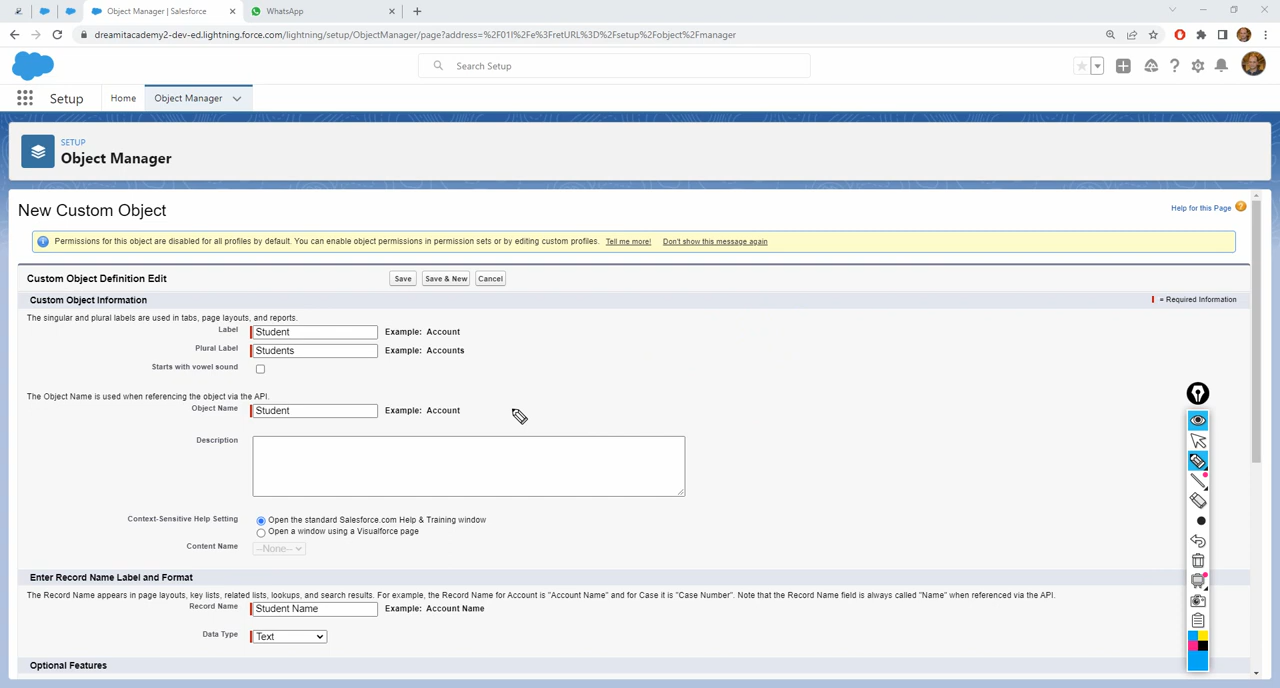 Object Manager | Salesforce
WhatsApp
dreamitacademy2-dev-ed.lightning.force.com/lightning/setup/ObjectManager/page?address=%2F01I%2Fe%3FretURL%3D%2Fsetup%2Fobject%2Fmanager
Search Setup
Setup
Home
Object Manager
SETUP
Object Manager
New Custom Object
Help for this Page
Permissions for this object are disabled for all profiles by default. You can enable object permissions in permission sets or by editing custom profiles. Tell me more! Don't show this message again
Custom Object Definition Edit
Save
Save & New
Cancel
Custom Object Information
= Required Information
The singular and plural labels are used in tabs, page layouts, and reports.
Label Student Example: Account
Plural Label Students Example: Accounts
Starts with vowel sound
The Object Name is used when referencing the object via the API.
Object Name Student Example: Account
Description
Context-Sensitive Help Setting Open the standard Salesforce.com Help & Training window
Open a window using a Visualforce page
Content Name --None--
Enter Record Name Label and Format
The Record Name appears in page layouts, key lists, related lists, lookups, and search results. For example, the Record Name for Account is "Account Name" and for Case it is "Case Number". Note that the Record Name field is always called "Name" when referenced via the API.
Record Name Student Name Example: Account Name
Data Type Text
Optional Features